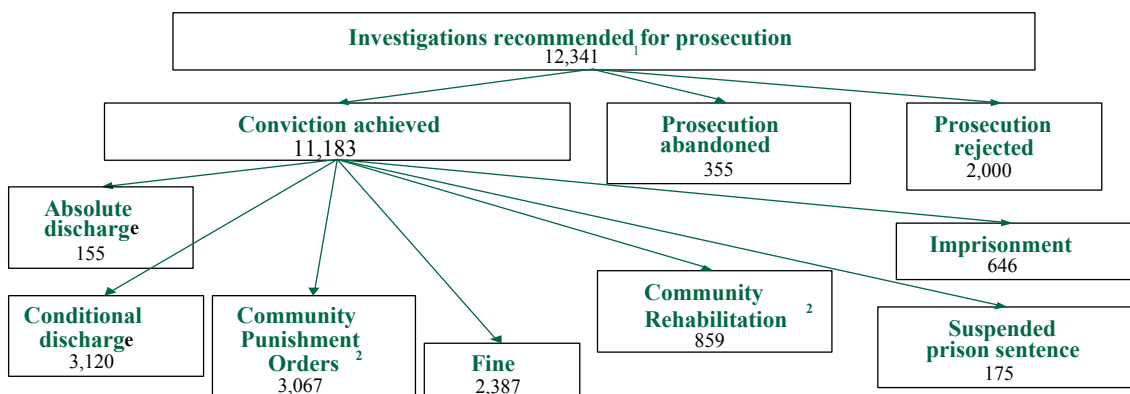 Investigations recommended for prosecution
12,341 1
Conviction achieved
11,183
Prosecution
abandoned
355
Prosecution
rejected
2,000
Absolute
discharge
155
Imprisonment
646
Conditional
discharge
3,120
Community
Punishment
Orders 2
3,067
Fine
2,387
Community
Rehabilitation 2
859
Suspended
prison sentence
175